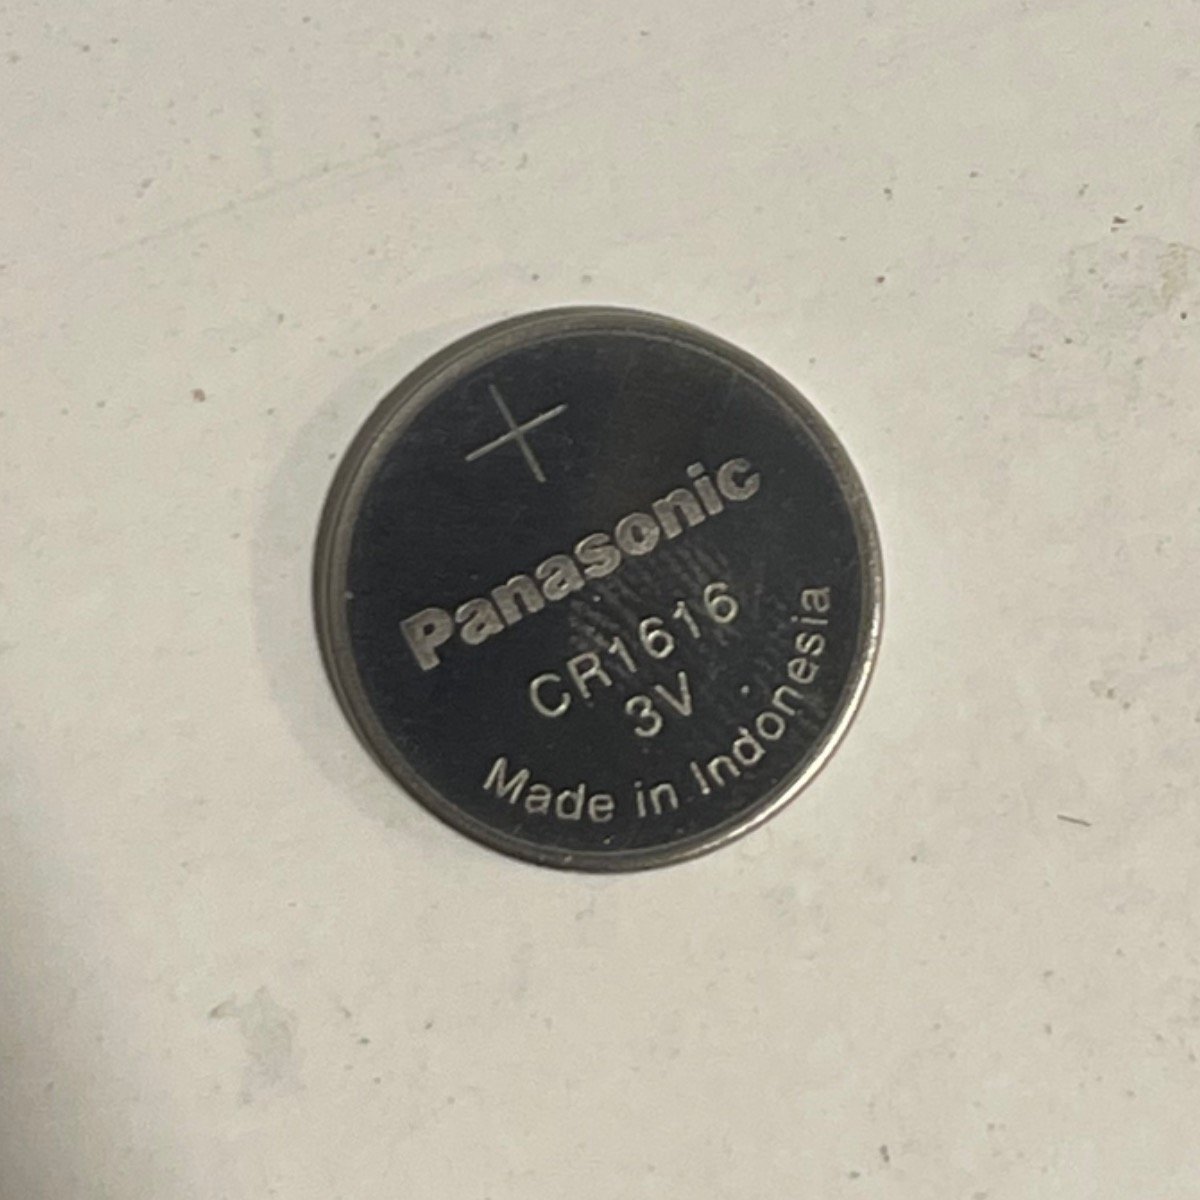 +
Panasonic
CR1616
3V
Made in Indonesia